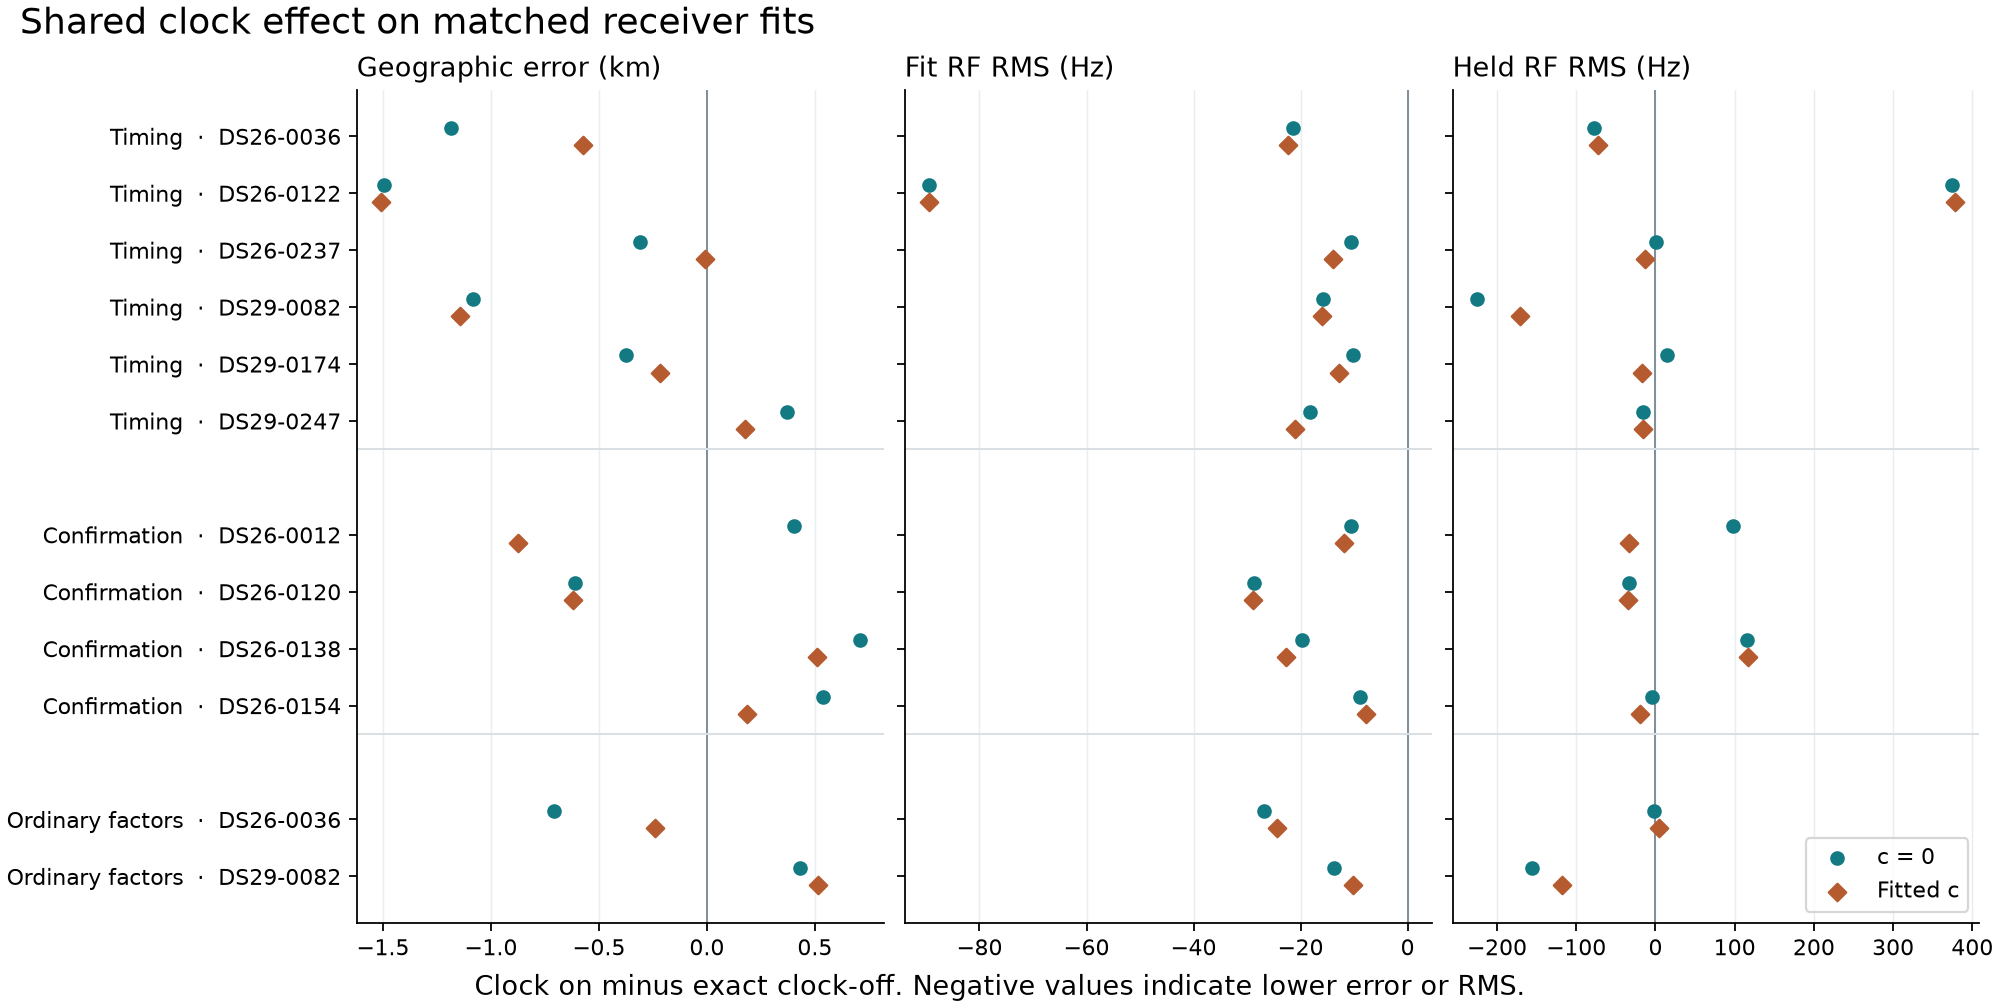 Shared clock effect on matched receiver fits
Geographic error (km)
Fit RF RMS (Hz)
Held RF RMS (Hz)
Timing · DS26-0036
Timing · DS26-0122
Timing · DS26-0237
Timing · DS29-0082
Timing · DS29-0174
Timing · DS29-0247
Confirmation · DS26-0012
Confirmation · DS26-0120
Confirmation · DS26-0138
Confirmation · DS26-0154
Ordinary factors · DS26-0036
Ordinary factors · DS29-0082
c = 0
Fitted c
−1.5 −1.0 −0.5 0.0 0.5
−80 −60 −40 −20 0
−200 −100 0 100 200 300 400
Clock on minus exact clock-off. Negative values indicate lower error or RMS.